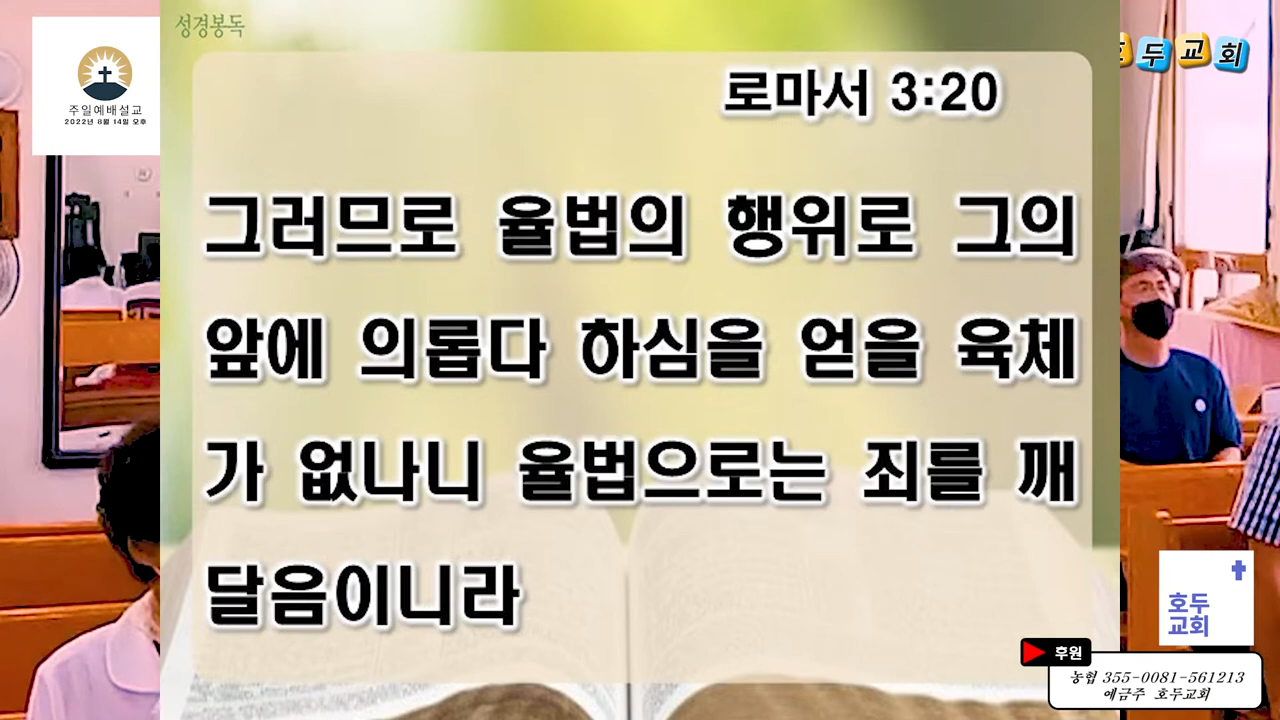 성경봉독
주일예배설교
2022년 8월 14일 오후
호두교회
로마서 3:20
그러므로 율법의 행위로 그의
앞에 의롭다 하심을 얻을 육체
가 없나니 율법으로는 죄를 깨
달음이니라
호두
교회
후원
농협 355-0081-561213
예금주 호두교회